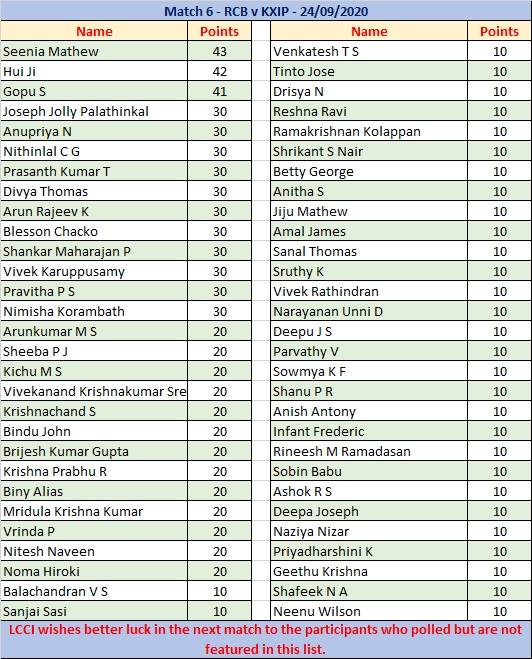 Match 6 - RCB v KXIP - 24/09/2020
Name Points Name Points
Seenia Mathew 43 Venkatesh T S 10
Hui Ji 42 Tinto Jose 10
Gopu S 41 Drisya N 10
Joseph Jolly Palathinkal 30 Reshna Ravi 10
Anupriya N 30 Ramakrishnan Kolappan 10
Nithinlal C G 30 Shrikant S Nair 10
Prasanth Kumar T 30 Betty George 10
Divya Thomas 30 Anitha S 10
Arun Rajeev K 30 Jiju Mathew 10
Blesson Chacko 30 Amal James 10
Shankar Maharajan P 30 Sanal Thomas 10
Vivek Karuppusamy 30 Sruthy K 10
Pravitha P S 30 Vivek Rathindran 10
Nimisha Korambath 30 Narayanan Unni D 10
Arunkumar M S 20 Deepu J S 10
Sheeba P J 20 Parvathy V 10
Kichu M S 20 Sowmya K F 10
Vivekanand Krishnakumar Sre 20 Shanu P R 10
Krishnachand S 20 Anish Antony 10
Bindu John 20 Infant Frederic 10
Brijesh Kumar Gupta 20 Rineesh M Ramadasan 10
Krishna Prabhu R 20 Sobin Babu 10
Biny Alias 20 Ashok R S 10
Mridula Krishna Kumar 20 Deepa Joseph 10
Vrinda P 20 Naziya Nizar 10
Nitesh Naveen 20 Priyadharshini K 10
Noma Hiroki 20 Geethu Krishna 10
Balachandran V S 10 Shafeek N A 10
Sanjai Sasi 10 Neenu Wilson 10
LCCI wishes better luck in the next match to the participants who polled but are not
featured in this list.